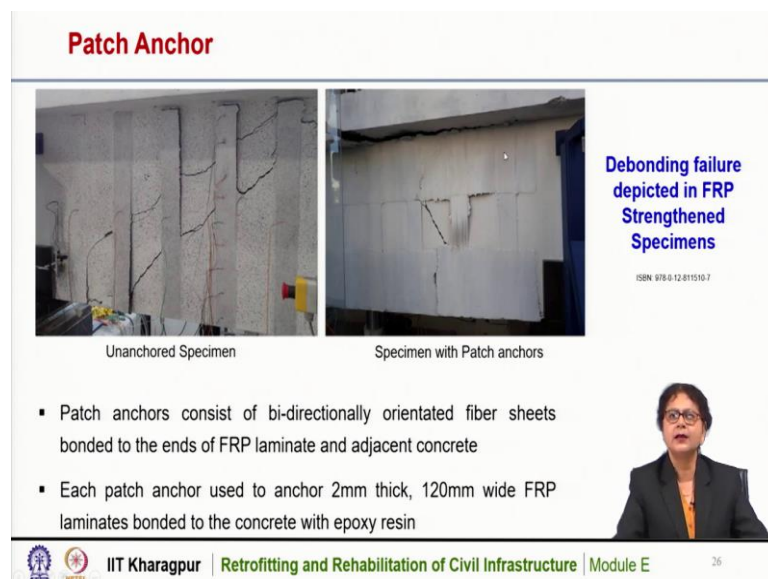 Patch Anchor
Debonding failure
depicted in FRP
Strengthened
Specimens
ISBN: 978-0-12-811510-7
Unanchored Specimen
Specimen with Patch anchors
▪ Patch anchors consist of bi-directionally orientated fiber sheets
bonded to the ends of FRP laminate and adjacent concrete
▪ Each patch anchor used to anchor 2mm thick, 120mm wide FRP
laminates bonded to the concrete with epoxy resin
IIT Kharagpur | Retrofitting and Rehabilitation of Civil Infrastructure | Module E
26